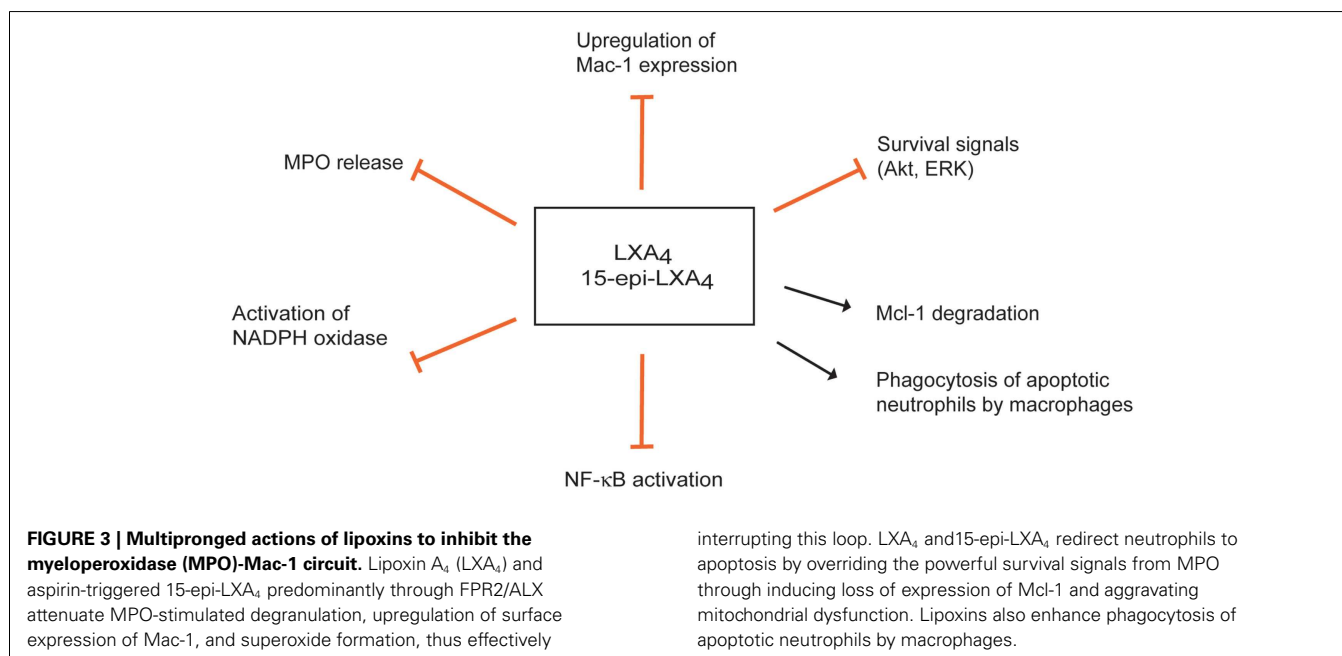 Upregulation of
Mac-1 expression
MPO release
Survival signals
(Akt, ERK)
LXA4
15-epi-LXA4
Activation of
NADPH oxidase
Mcl-1 degradation
Phagocytosis of apoptotic
neutrophils by macrophages
NF-κB activation
FIGURE 3 | Multipronged actions of lipoxins to inhibit the
myeloperoxidase (MPO)-Mac-1 circuit. Lipoxin A₄ (LXA₄) and
aspirin-triggered 15-epi-LXA₄ predominantly through FPR2/ALX
attenuate MPO-stimulated degranulation, upregulation of surface
expression of Mac-1, and superoxide formation, thus effectively
interrupting this loop. LXA₄ and15-epi-LXA₄ redirect neutrophils to
apoptosis by overriding the powerful survival signals from MPO
through inducing loss of expression of Mcl-1 and aggravating
mitochondrial dysfunction. Lipoxins also enhance phagocytosis of
apoptotic neutrophils by macrophages.